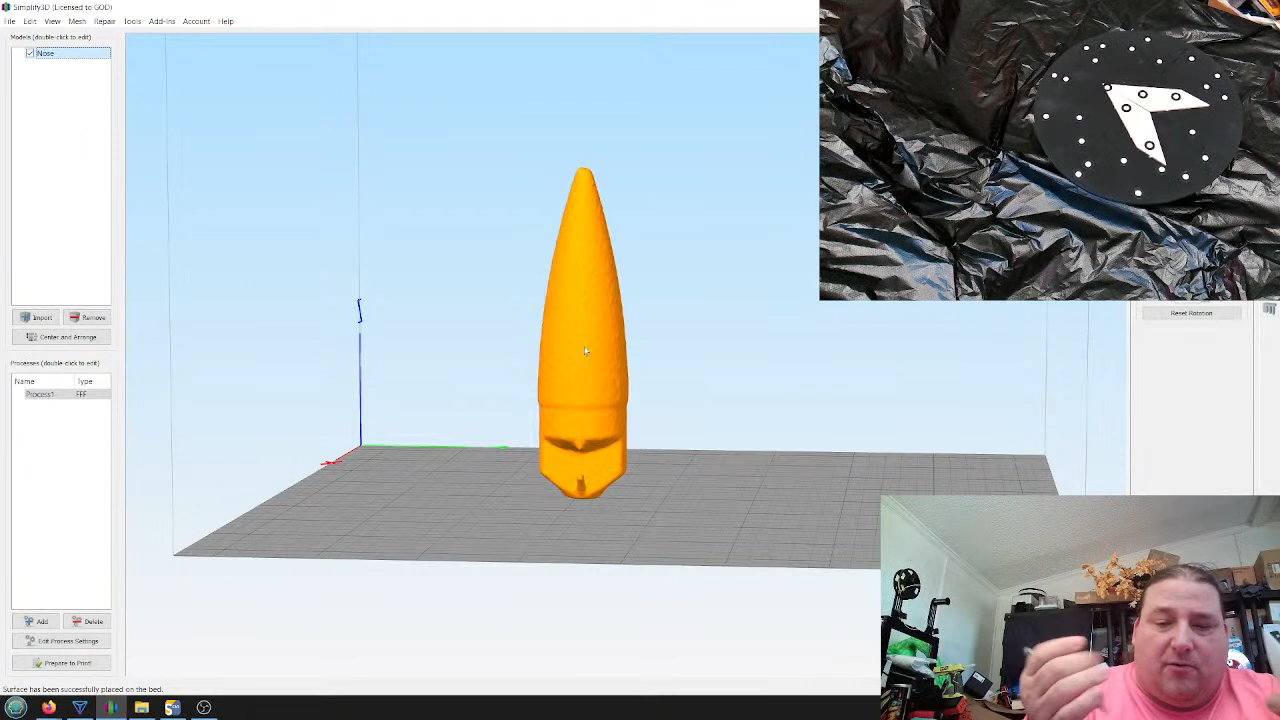 Simplify3D (Licensed to GOD)
File Edit View Mesh Repair Tools Add-Ins Account Help
Models (double-click to edit)
Nose
Import Remove
Center and Arrange
Reset Rotation
Processes (double-click to edit)
Name Type
Process1 FFF
Add Delete
Edit Process Settings
Prepare to Print!
Surface has been successfully placed on the bed.